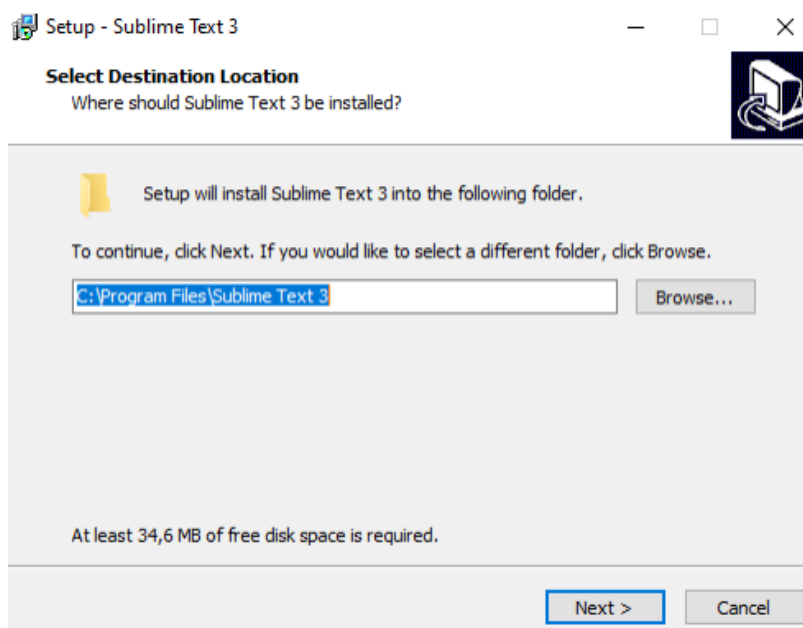 Setup - Sublime Text 3
Select Destination Location
Where should Sublime Text 3 be installed?
Setup will install Sublime Text 3 into the following folder.
To continue, click Next. If you would like to select a different folder, click Browse.
C:\Program Files\Sublime Text 3
Browse...
At least 34,6 MB of free disk space is required.
Next >
Cancel